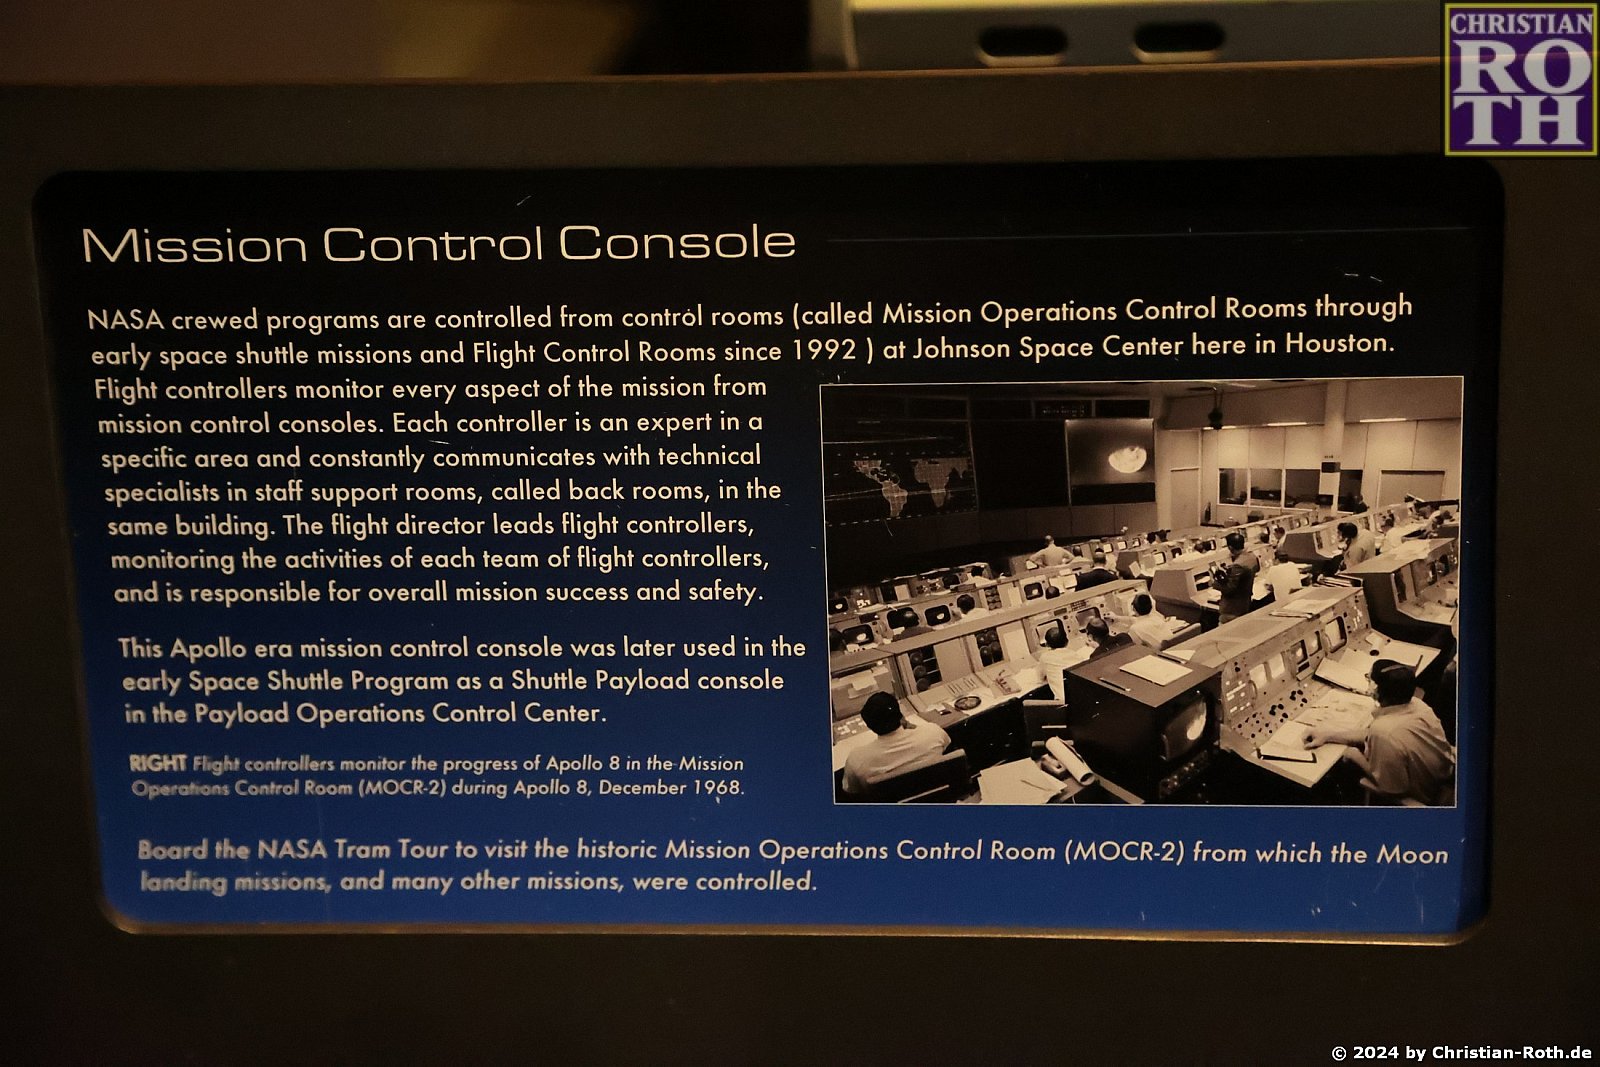 CHRISTIAN
RO
TH
Mission Control Console
NASA crewed programs are controlled from control rooms (called Mission Operations Control Rooms through
early space shuttle missions and Flight Control Rooms since 1992 ) at Johnson Space Center here in Houston.
Flight controllers monitor every aspect of the mission from
mission control consoles. Each controller is an expert in a
specific area and constantly communicates with technical
specialists in staff support rooms, called back rooms, in the
same building. The flight director leads flight controllers,
monitoring the activities of each team of flight controllers,
and is responsible for overall mission success and safety.
This Apollo era mission control console was later used in the
early Space Shuttle Program as a Shuttle Payload console
in the Payload Operations Control Center.
RIGHT Flight controllers monitor the progress of Apollo 8 in the Mission
Operations Control Room (MOCR-2) during Apollo 8, December 1968.
Board the NASA Tram Tour to visit the historic Mission Operations Control Room (MOCR-2) from which the Moon
landing missions, and many other missions, were controlled.
© 2024 by Christian-Roth.de